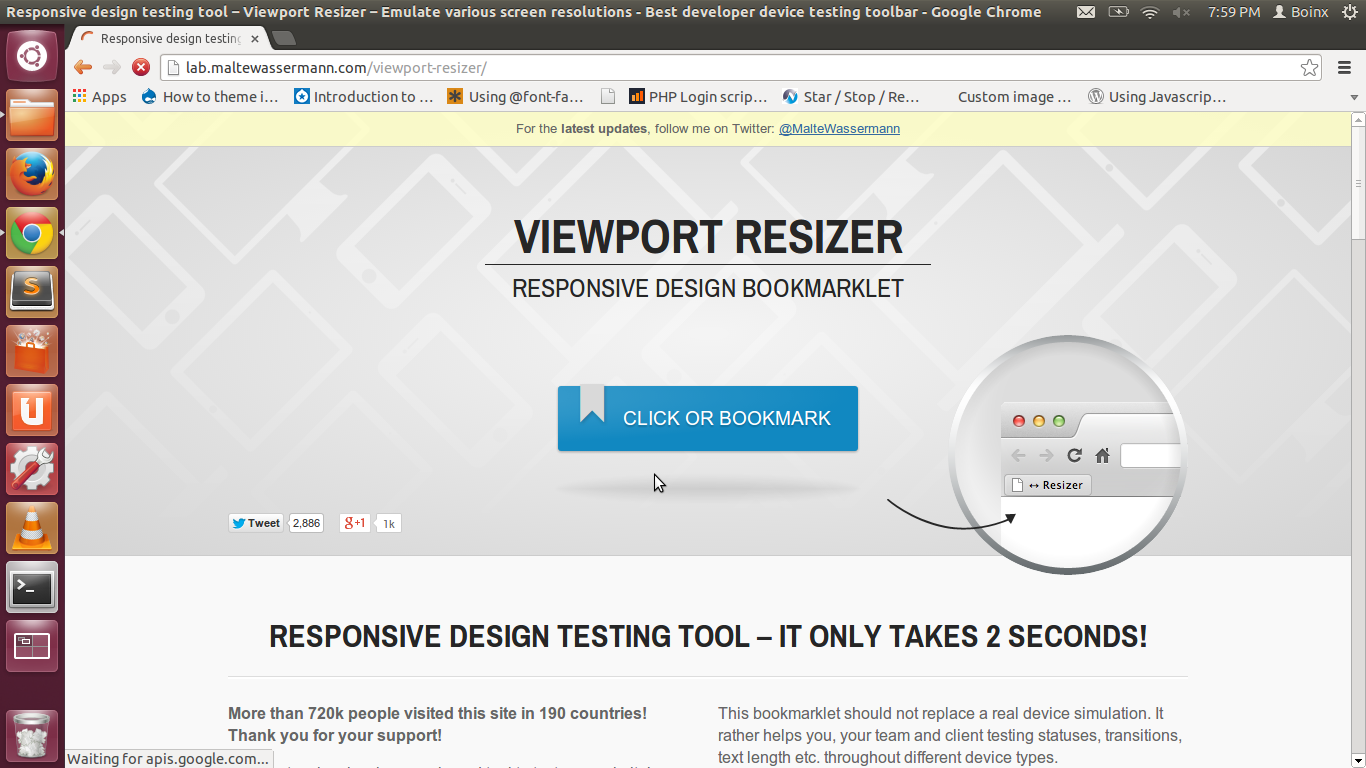 Responsive design testing tool – Viewport Resizer – Emulate various screen resolutions - Best developer device testing toolbar - Google Chrome 7:59 PM Boinx
Responsive design testing
lab.maltewassermann.com/viewport-resizer/
Apps How to theme i... Introduction to ... Using @font-fa... PHP Login scrip... Star / Stop / Re... Custom image ... Using Javascrip...
For the latest updates, follow me on Twitter: @MalteWassermann
VIEWPORT RESIZER
RESPONSIVE DESIGN BOOKMARKLET
CLICK OR BOOKMARK
↔ Resizer
Tweet 2,886 g+1 1k
RESPONSIVE DESIGN TESTING TOOL – IT ONLY TAKES 2 SECONDS!
More than 720k people visited this site in 190 countries!
Thank you for your support!
This bookmarklet should not replace a real device simulation. It
rather helps you, your team and client testing statuses, transitions,
text length etc. throughout different device types.
Waiting for apis.google.com...